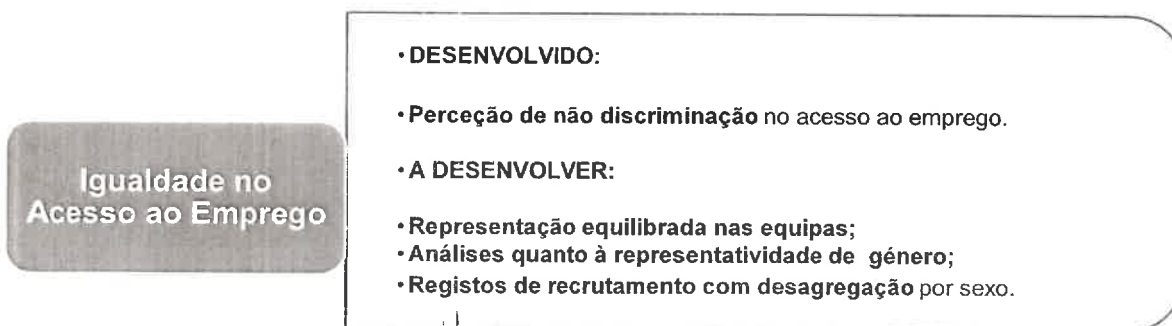 Igualdade no
Acesso ao Emprego
• DESENVOLVIDO:
• Perceção de não discriminação no acesso ao emprego.
• A DESENVOLVER:
• Representação equilibrada nas equipas;
• Análises quanto à representatividade de género;
• Registos de recrutamento com desagregação por sexo.